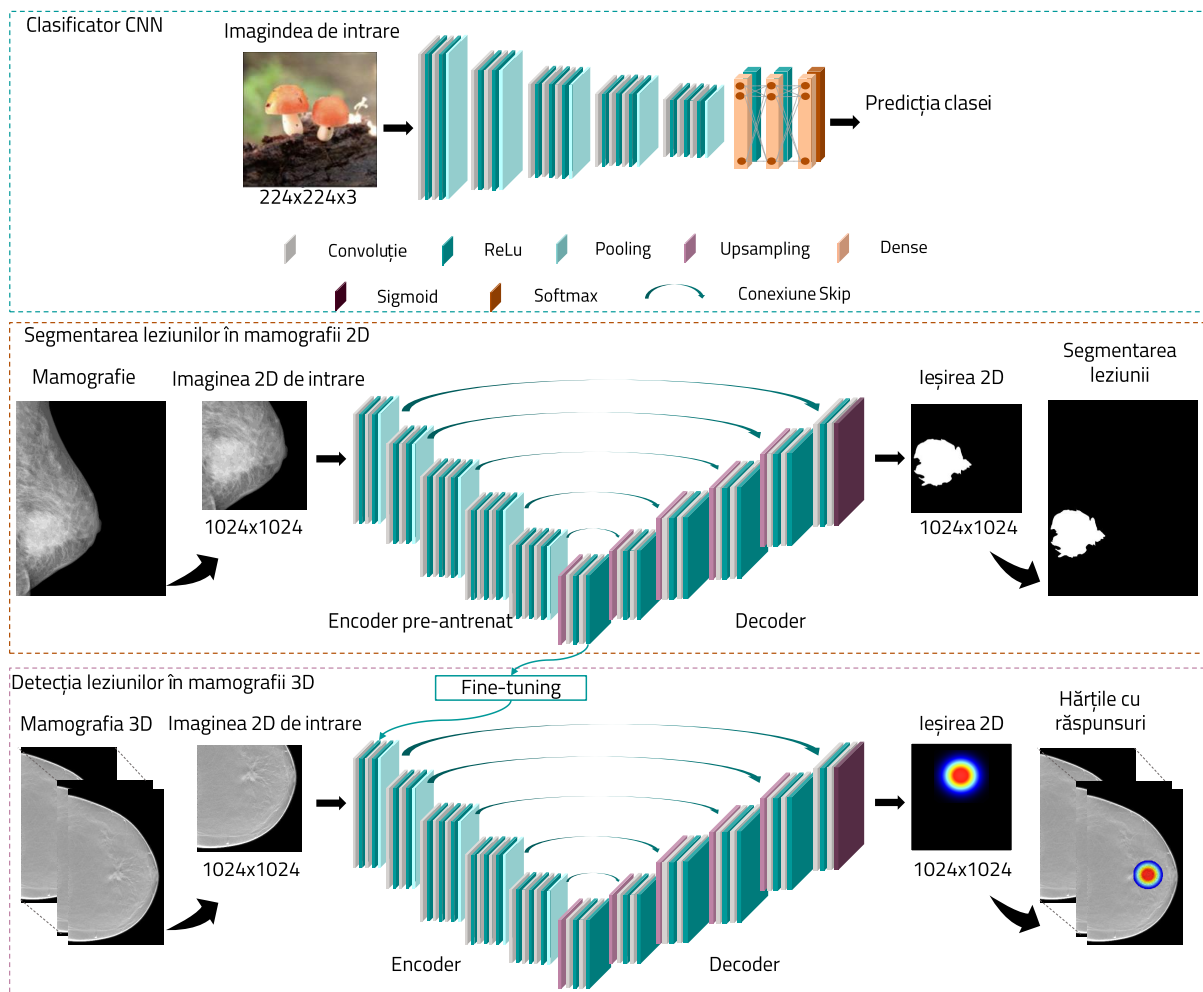 Clasificator CNN
Imagindea de intrare
224x224x3
Predicția clasei
Convoluție
ReLu
Pooling
Upsampling
Dense
Sigmoid
Softmax
Conexiune Skip
Segmentarea leziunilor în mamografii 2D
Mamografie
Imaginea 2D de intrare
1024x1024
Encoder pre-antrenat
Decoder
Ieșirea 2D
1024x1024
Segmentarea
leziunii
Fine-tuning
Detecția leziunilor în mamografii 3D
Mamografia 3D
Imaginea 2D de intrare
1024x1024
Encoder
Decoder
Ieșirea 2D
1024x1024
Hărțile cu
răspunsuri